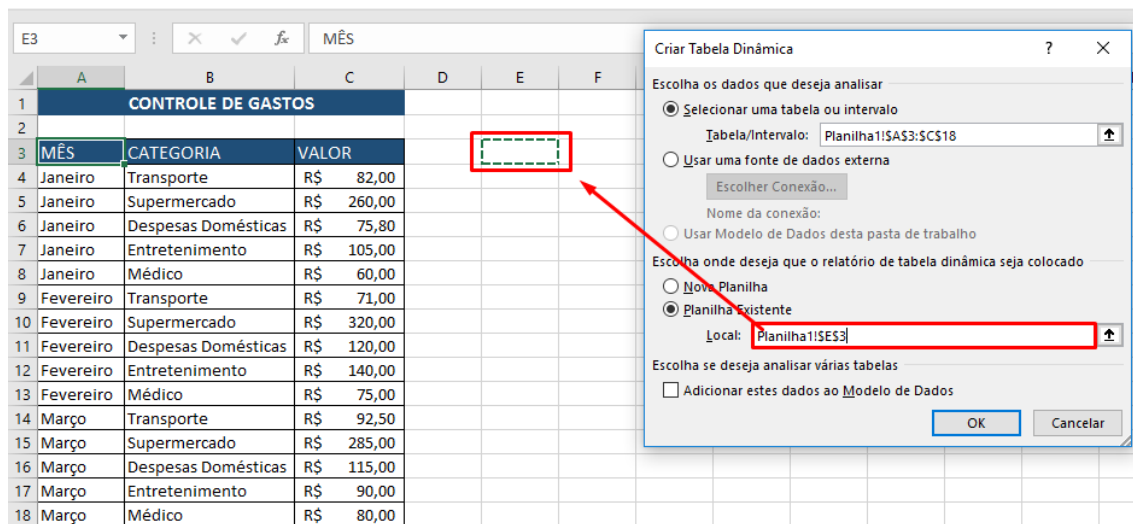 E3 fx MÊS
A B C D E F
1 CONTROLE DE GASTOS
2
3 MÊS CATEGORIA VALOR
4 Janeiro Transporte R$ 82,00
5 Janeiro Supermercado R$ 260,00
6 Janeiro Despesas Domésticas R$ 75,80
7 Janeiro Entretenimento R$ 105,00
8 Janeiro Médico R$ 60,00
9 Fevereiro Transporte R$ 71,00
10 Fevereiro Supermercado R$ 320,00
11 Fevereiro Despesas Domésticas R$ 120,00
12 Fevereiro Entretenimento R$ 140,00
13 Fevereiro Médico R$ 75,00
14 Março Transporte R$ 92,50
15 Março Supermercado R$ 285,00
16 Março Despesas Domésticas R$ 115,00
17 Março Entretenimento R$ 90,00
18 Março Médico R$ 80,00
Criar Tabela Dinâmica ? ×
Escolha os dados que deseja analisar
Selecionar uma tabela ou intervalo
Tabela/Intervalo: Planilha1!$A$3:$C$18
Usar uma fonte de dados externa
Escolher Conexão...
Nome da conexão:
Usar Modelo de Dados desta pasta de trabalho
Escolha onde deseja que o relatório de tabela dinâmica seja colocado
Nova Planilha
Planilha Existente
Local: Planilha1!$E$3
Escolha se deseja analisar várias tabelas
Adicionar estes dados ao Modelo de Dados
OK Cancelar